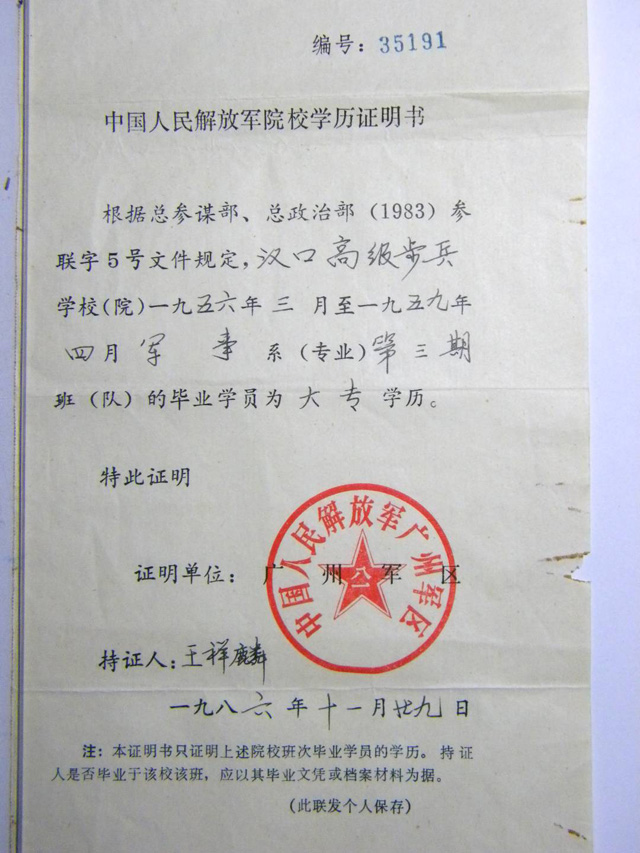 编号：35191
中国人民解放军院校学历证明书
根据总参谋部、总政治部（1983）参
联字5号文件规定，汉口高级步兵
学校（院）一九五六年三月至一九五九年
四月军事系（专业）第三期
班（队）的毕业学员为大专学历。
特此证明
证明单位：广州军区
中国人民解放军广州军区
八一
持证人：王祥麟
一九八六年十一月廿九日
注：本证明书只证明上述院校班次毕业学员的学历。持证
人是否毕业于该校该班，应以其毕业文凭或档案材料为据。
（此联发个人保存）